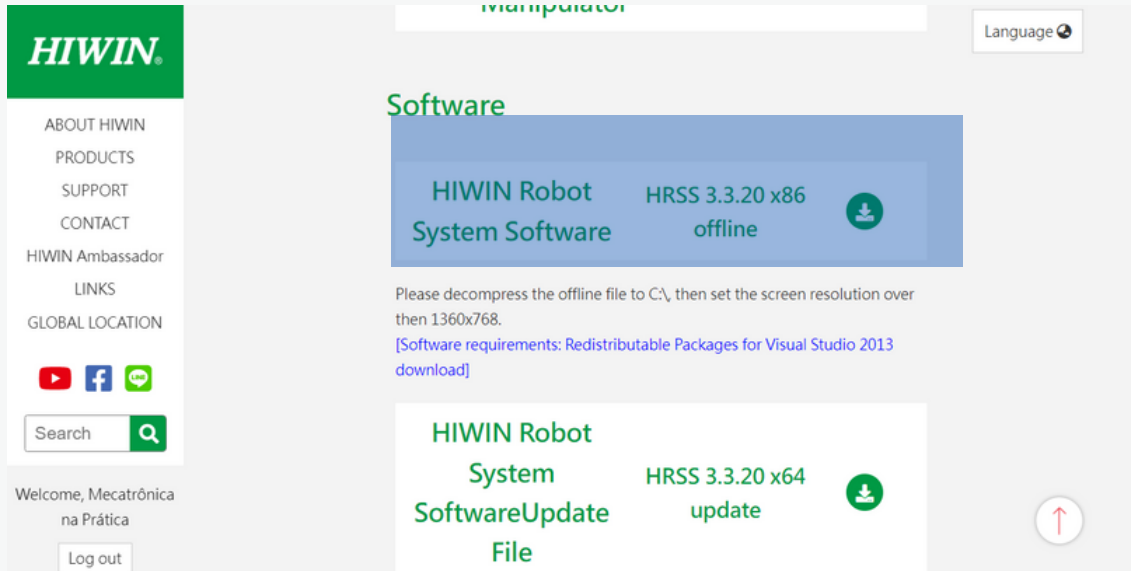 Manipulator
Language
HIWIN®
ABOUT HIWIN
PRODUCTS
SUPPORT
CONTACT
HIWIN Ambassador
LINKS
GLOBAL LOCATION
Search
Welcome, Mecatrônica
na Prática
Log out
Software
HIWIN Robot
System Software
HRSS 3.3.20 x86
offline
Please decompress the offline file to C:\, then set the screen resolution over
then 1360x768.
[Software requirements: Redistributable Packages for Visual Studio 2013
download]
HIWIN Robot
System
SoftwareUpdate
File
HRSS 3.3.20 x64
update